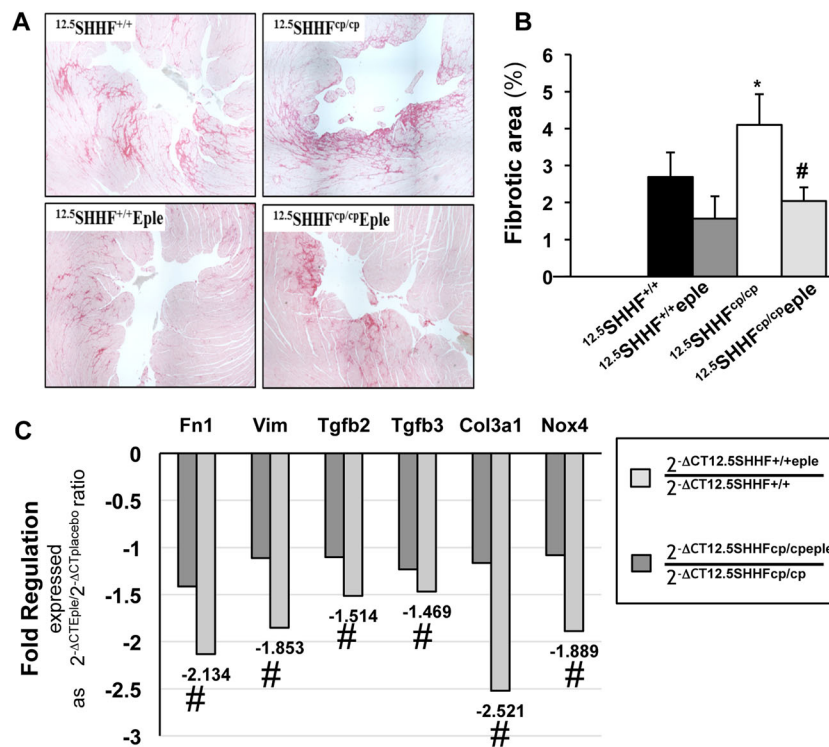 A
12.5SHHF+/+
12.5SHHFcp/cp
12.5SHHF+/+Eple
12.5SHHFcp/cpEple
B
Fibrotic area (%)
6
5
4
3
2
1
0
*
#
12.5SHHF+/+
12.5SHHF+/+eple
12.5SHHFcp/cp
12.5SHHFcp/cpeple
C
Fn1 Vim Tgfb2 Tgfb3 Col3a1 Nox4
Fold Regulation
expressed
as 2-ΔCTEple/2-ΔCTplacebo ratio
0
-0.5
-1
-1.5
-2
-2.5
-3
-2.134
#
-1.853
#
-1.514
#
-1.469
#
-2.521
#
-1.889
#
2-ΔCT12.5SHHF+/+eple
2-ΔCT12.5SHHF+/+
2-ΔCT12.5SHHFcp/cpeple
2-ΔCT12.5SHHFcp/cp